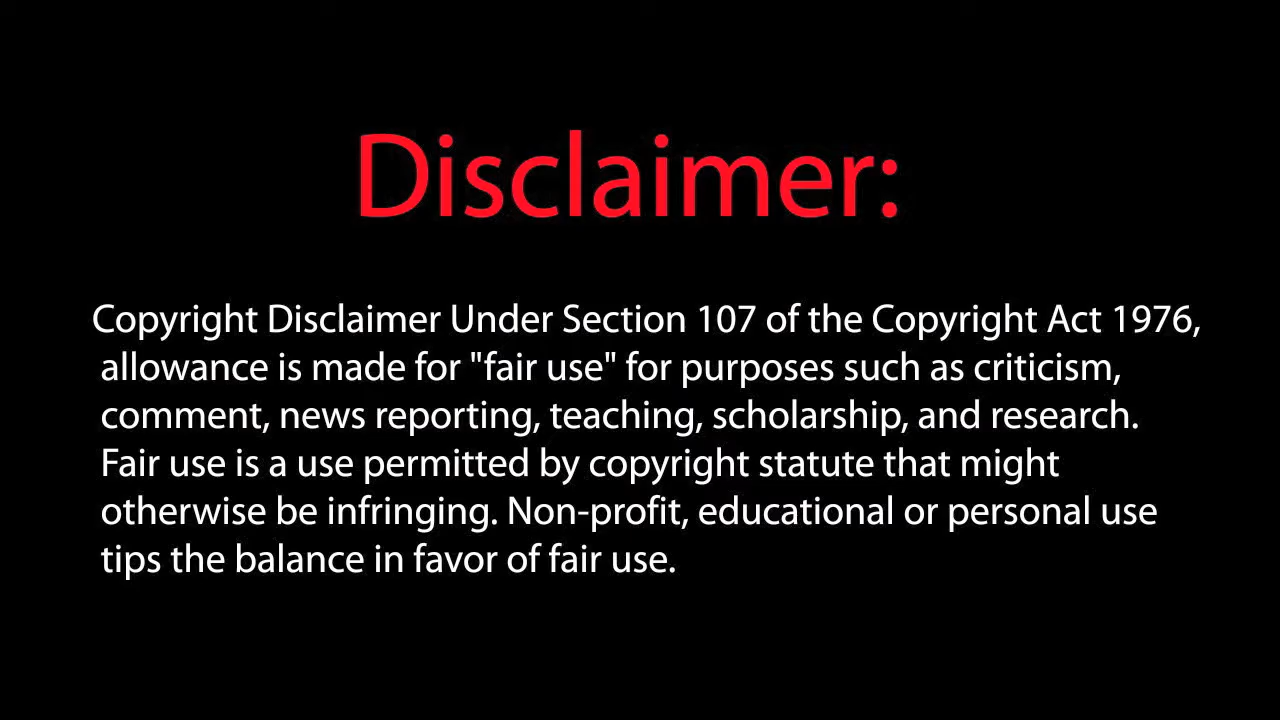 Disclaimer:
Copyright Disclaimer Under Section 107 of the Copyright Act 1976,
allowance is made for "fair use" for purposes such as criticism,
comment, news reporting, teaching, scholarship, and research.
Fair use is a use permitted by copyright statute that might
otherwise be infringing. Non-profit, educational or personal use
tips the balance in favor of fair use.